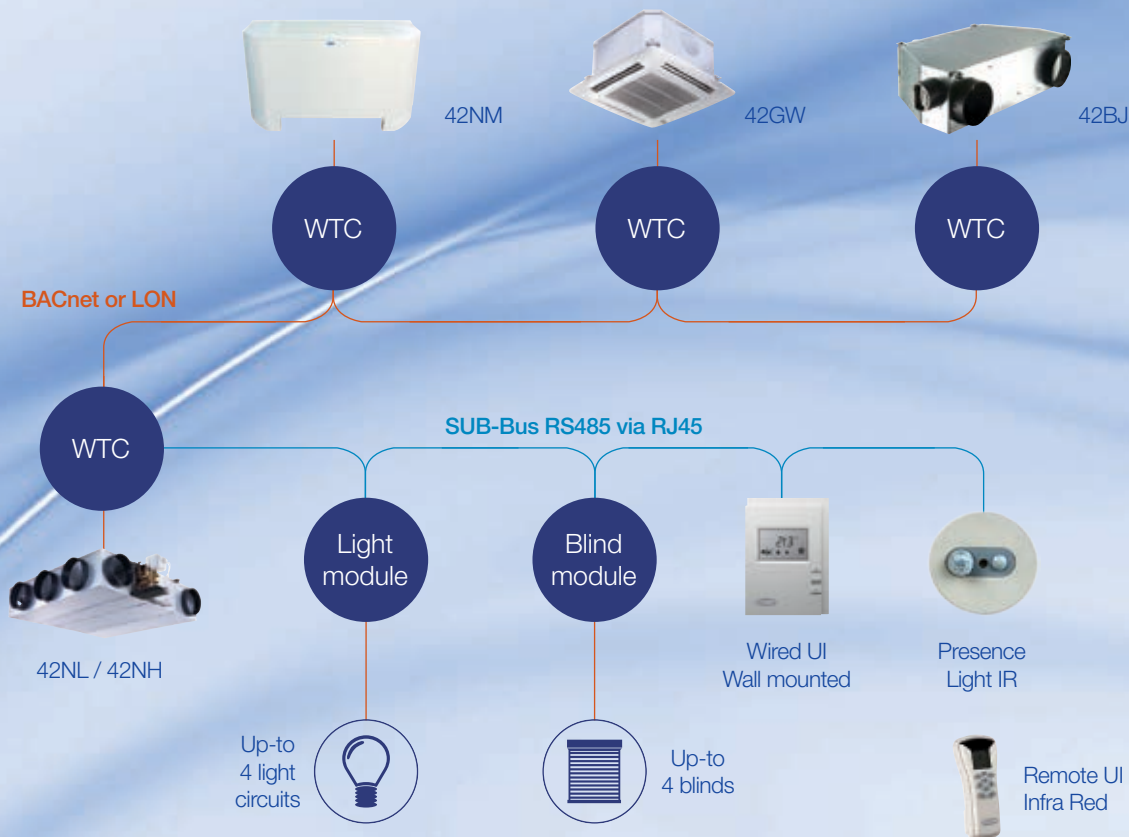 42NM
42GW
42BJ
WTC
WTC
WTC
BACnet or LON
WTC
SUB-Bus RS485 via RJ45
Light
module
Blind
module
42NL / 42NH
Wired UI
Wall mounted
Presence
Light IR
Up-to
4 light
circuits
Up-to
4 blinds
Remote UI
Infra Red